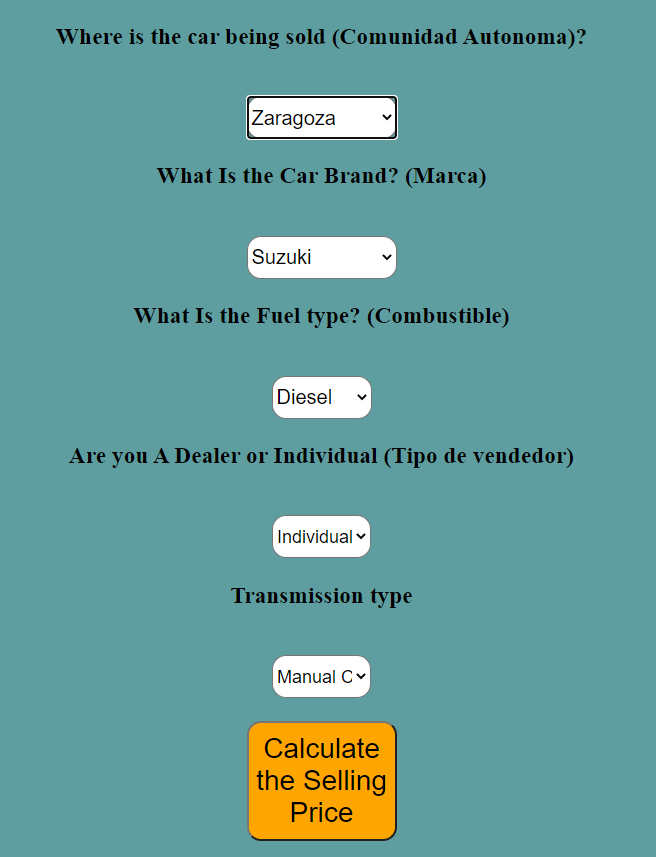 Where is the car being sold (Comunidad Autonoma)?
Zaragoza
What Is the Car Brand? (Marca)
Suzuki
What Is the Fuel type? (Combustible)
Diesel
Are you A Dealer or Individual (Tipo de vendedor)
Individual
Transmission type
Manual C
Calculate
the Selling
Price